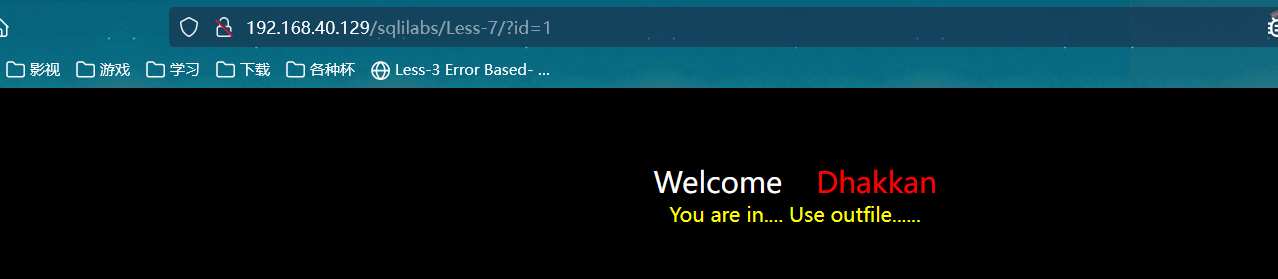 192.168.40.129/sqlilabs/Less-7/?id=1
影视 游戏 学习 下载 各种杯 Less-3 Error Based- ...
Welcome Dhakkan
You are in.... Use outfile......